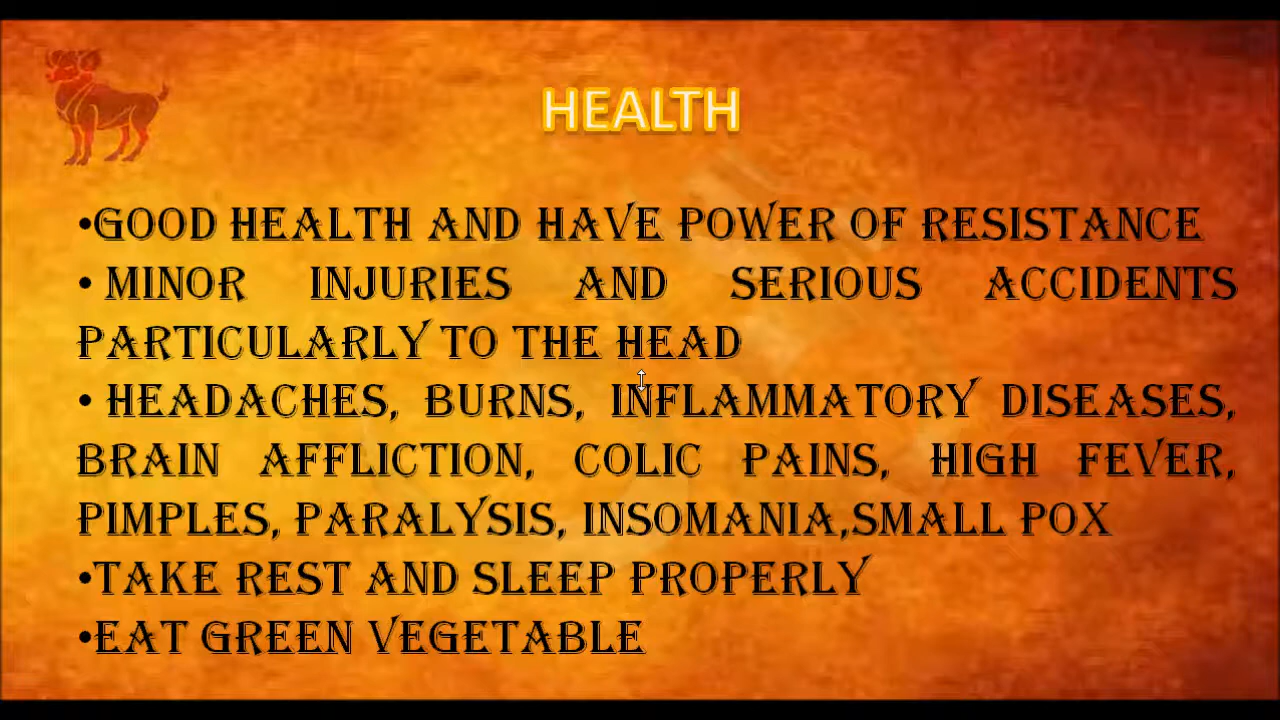 HEALTH
•GOOD HEALTH AND HAVE POWER OF RESISTANCE
• MINOR INJURIES AND SERIOUS ACCIDENTS
PARTICULARLY TO THE HEAD
• HEADACHES, BURNS, INFLAMMATORY DISEASES,
BRAIN AFFLICTION, COLIC PAINS, HIGH FEVER,
PIMPLES, PARALYSIS, INSOMANIA,SMALL POX
•TAKE REST AND SLEEP PROPERLY
•EAT GREEN VEGETABLE